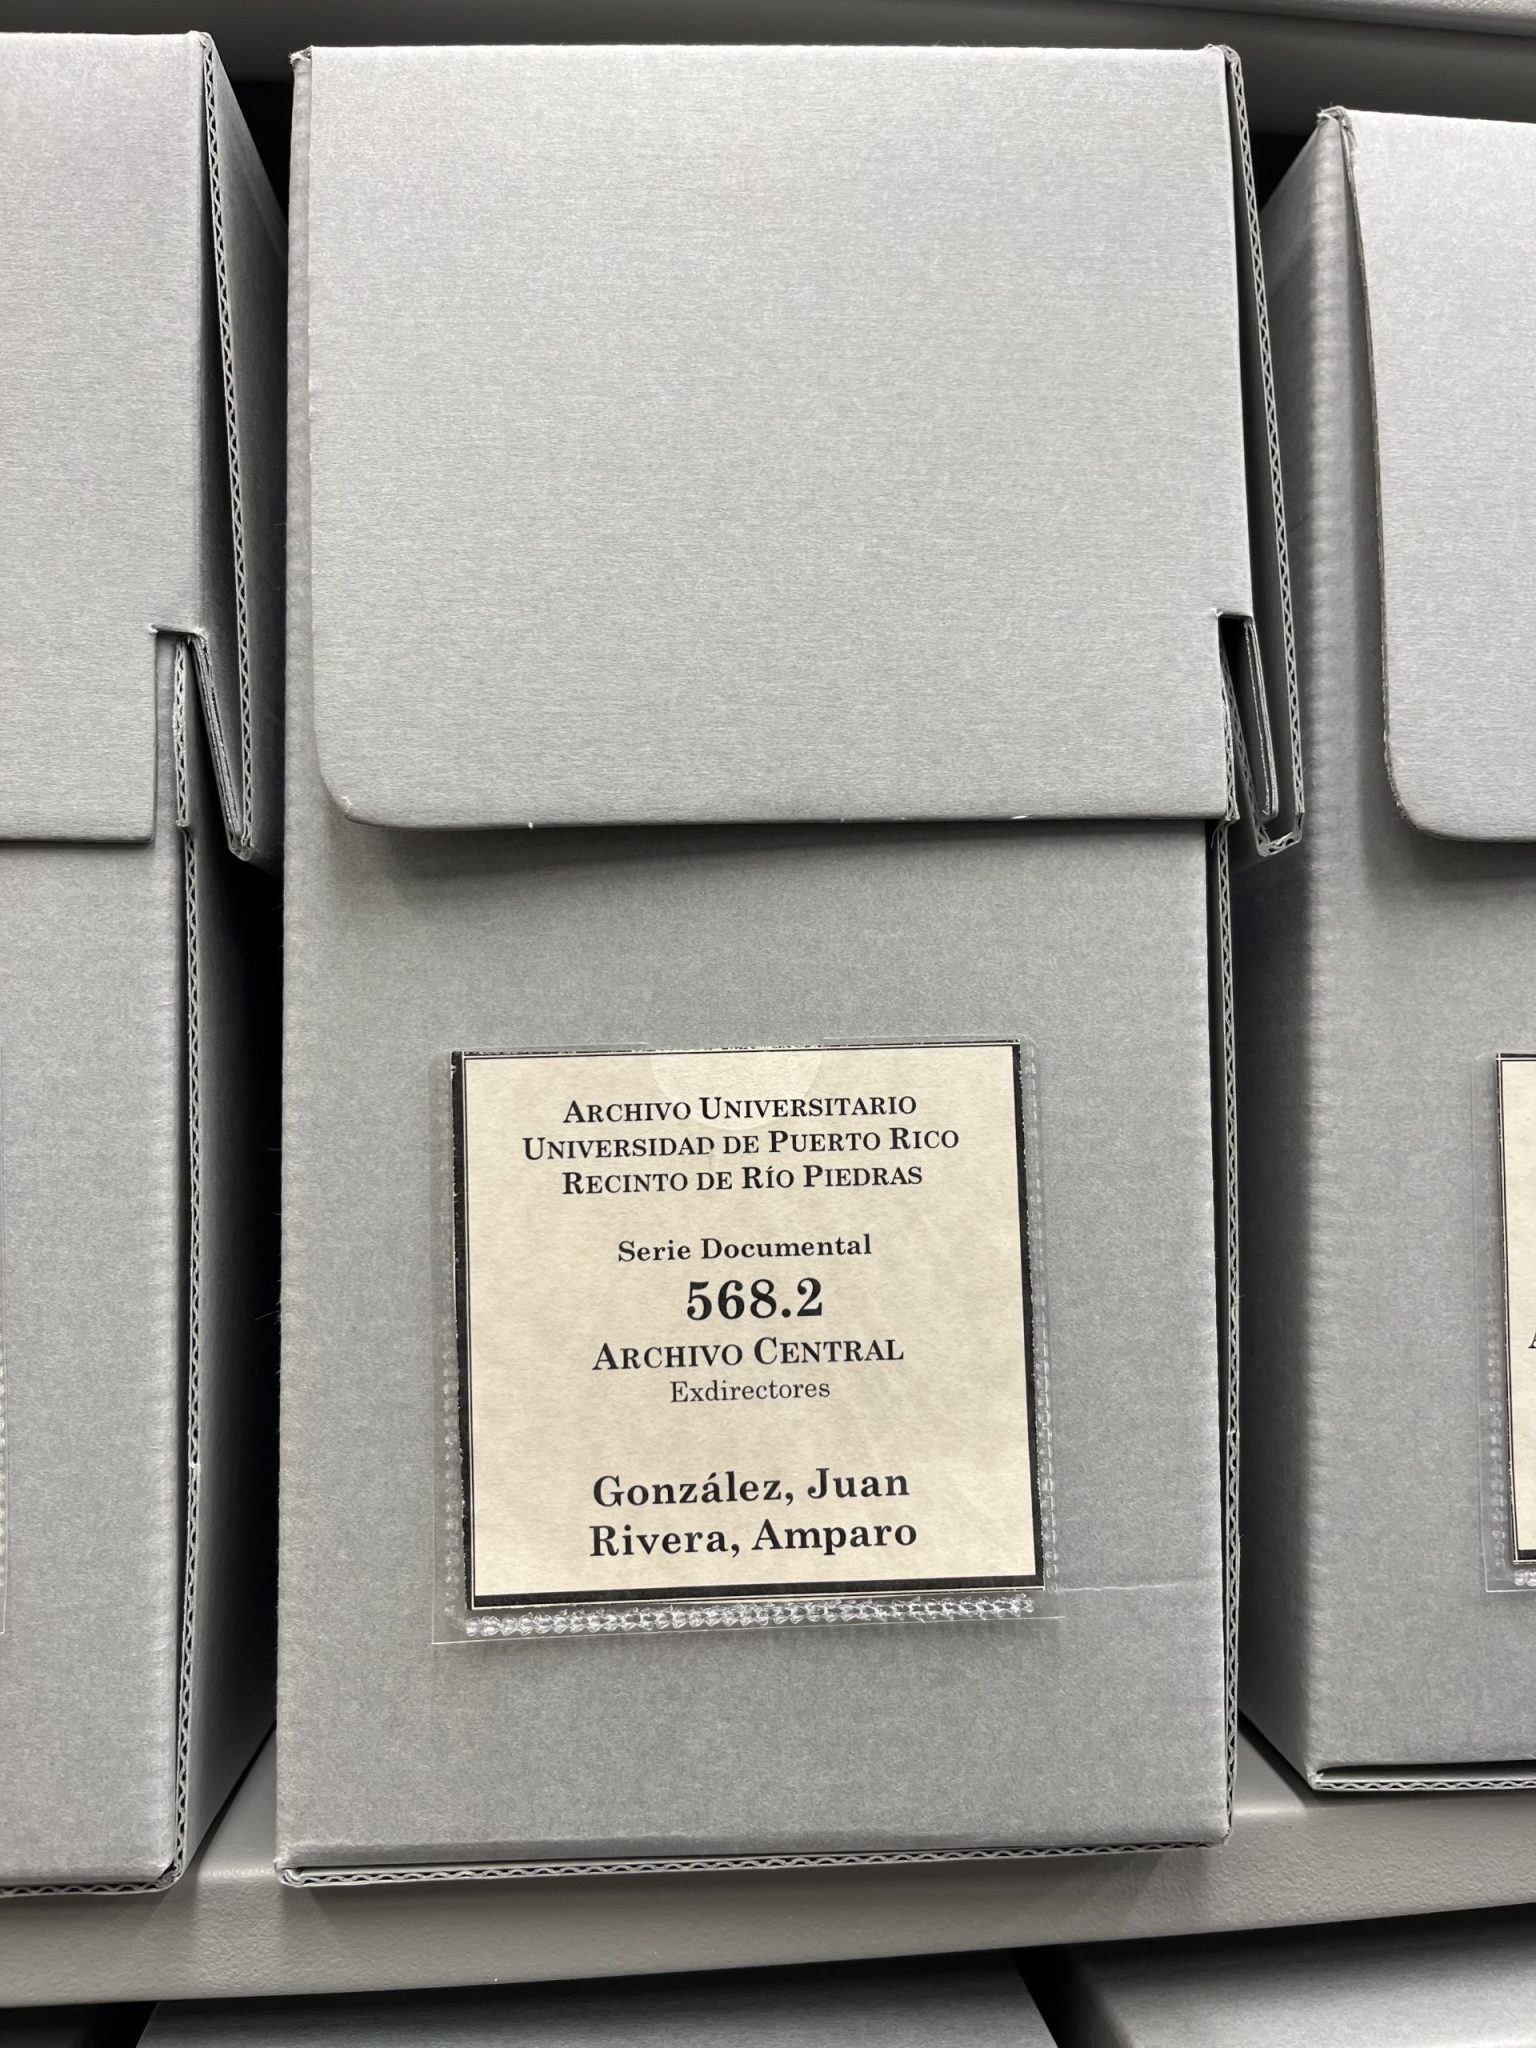 ARCHIVO UNIVERSITARIO
UNIVERSIDAD DE PUERTO RICO
RECINTO DE RÍO PIEDRAS
Serie Documental
568.2
ARCHIVO CENTRAL
Exdirectores
González, Juan
Rivera, Amparo